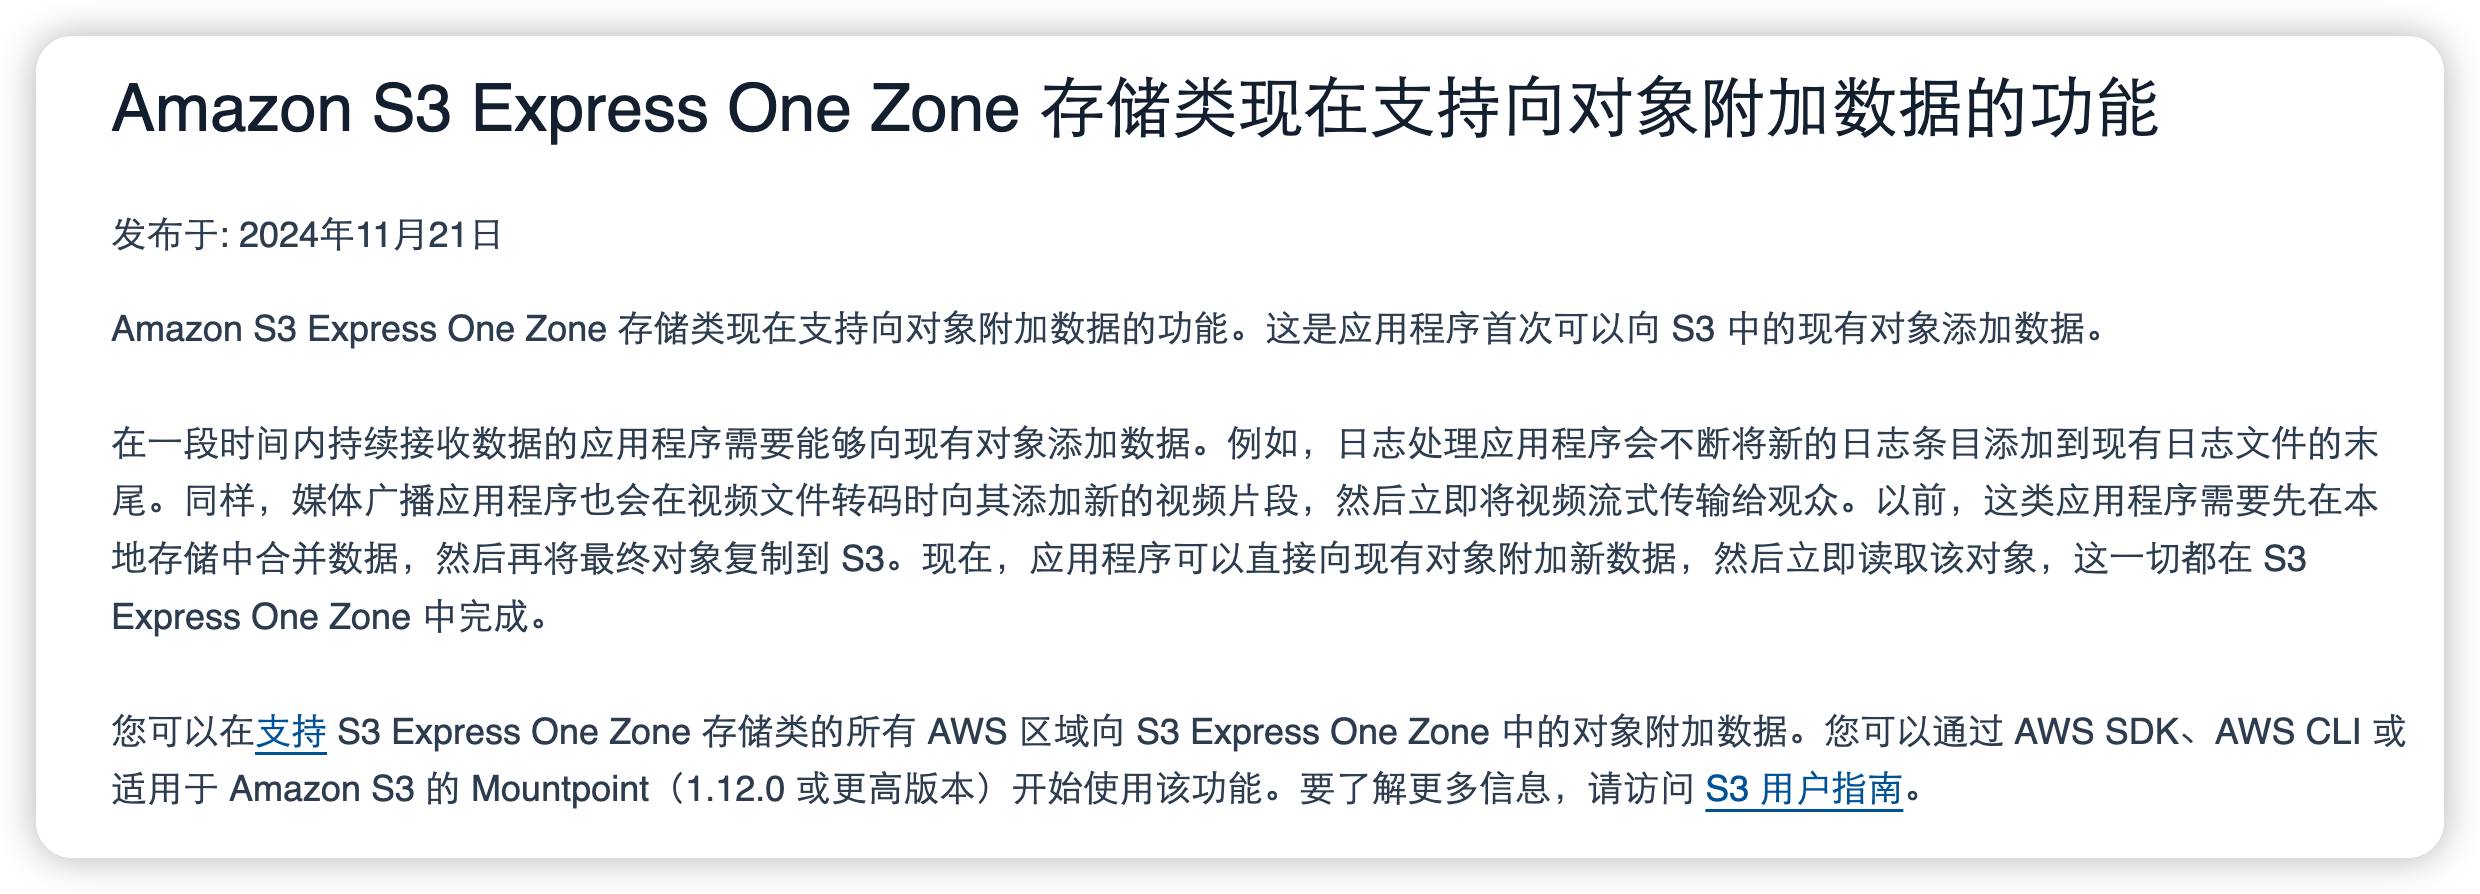 Amazon S3 Express One Zone 存储类现在支持向对象附加数据的功能
发布于: 2024年11月21日
Amazon S3 Express One Zone 存储类现在支持向对象附加数据的功能。这是应用程序首次可以向 S3 中的现有对象添加数据。
在一段时间内持续接收数据的应用程序需要能够向现有对象添加数据。例如，日志处理应用程序会不断将新的日志条目添加到现有日志文件的末
尾。同样，媒体广播应用程序也会在视频文件转码时向其添加新的视频片段，然后立即将视频流式传输给观众。以前，这类应用程序需要先在本
地存储中合并数据，然后再将最终对象复制到 S3。现在，应用程序可以直接向现有对象附加新数据，然后立即读取该对象，这一切都在 S3
Express One Zone 中完成。
您可以在支持 S3 Express One Zone 存储类的所有 AWS 区域向 S3 Express One Zone 中的对象附加数据。您可以通过 AWS SDK、AWS CLI 或
适用于 Amazon S3 的 Mountpoint（1.12.0 或更高版本）开始使用该功能。要了解更多信息，请访问 S3 用户指南。